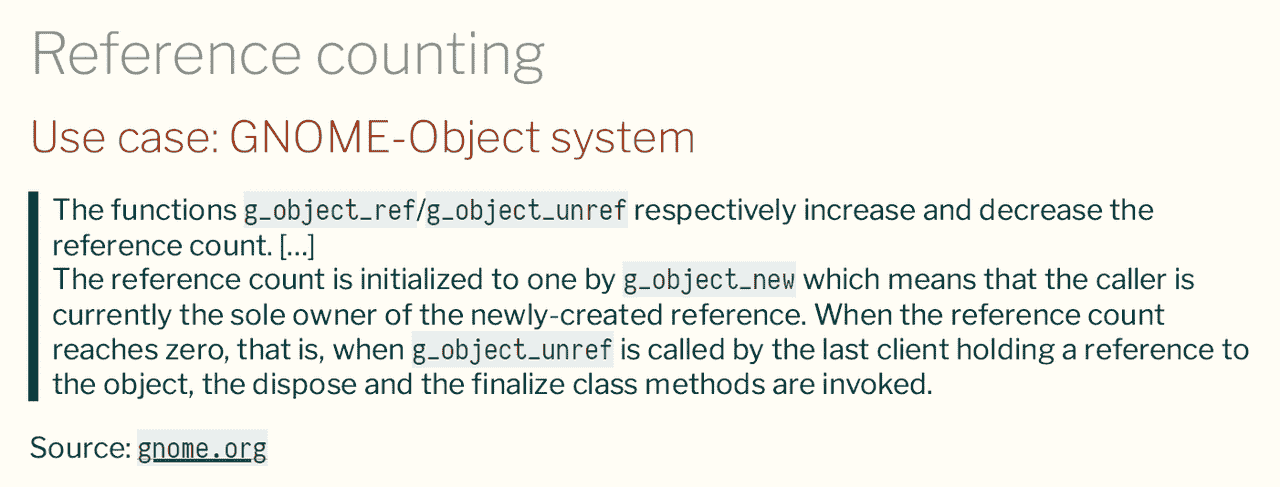 Reference counting
Use case: GNOME-Object system
The functions g_object_ref/g_object_unref respectively increase and decrease the
reference count. [...]
The reference count is initialized to one by g_object_new which means that the caller is
currently the sole owner of the newly-created reference. When the reference count
reaches zero, that is, when g_object_unref is called by the last client holding a reference to
the object, the dispose and the finalize class methods are invoked.
Source: gnome.org